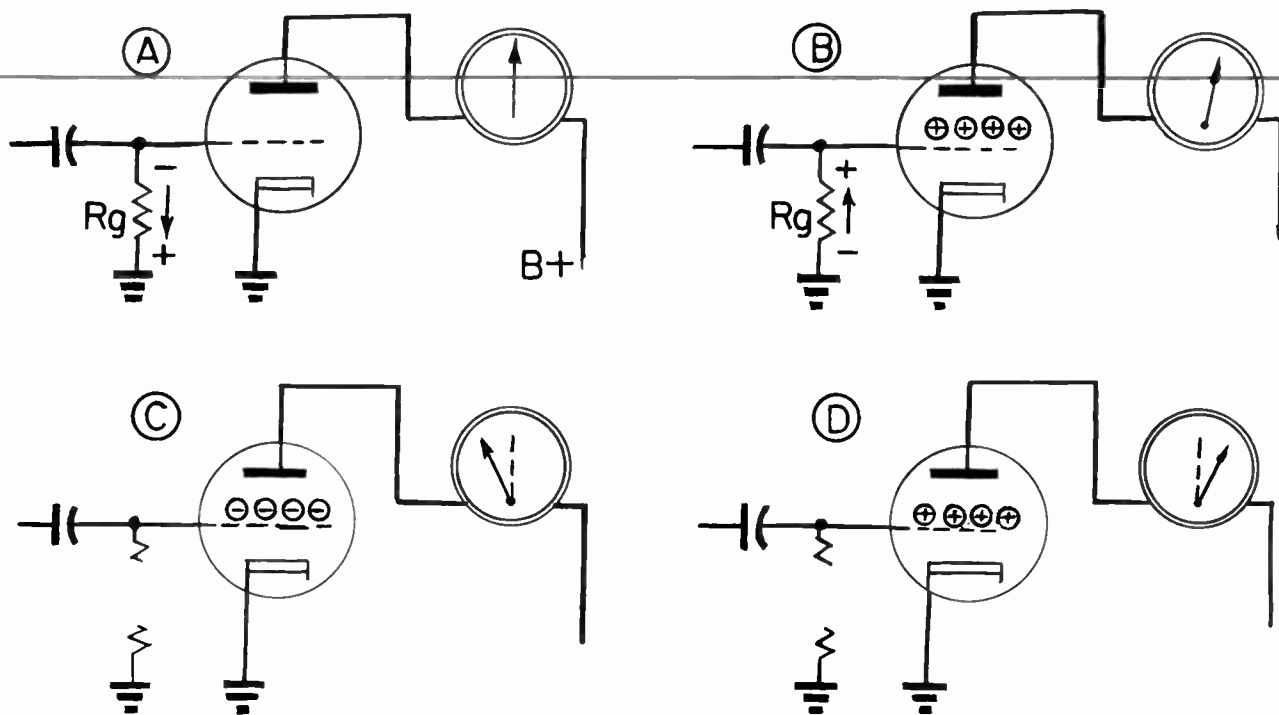 A
B
-
Rg
+
B+
+
Rg
-
C
D
⊕ ⊕ ⊕ ⊕
⊖ ⊖ ⊖ ⊖
⊕ ⊕ ⊕ ⊕